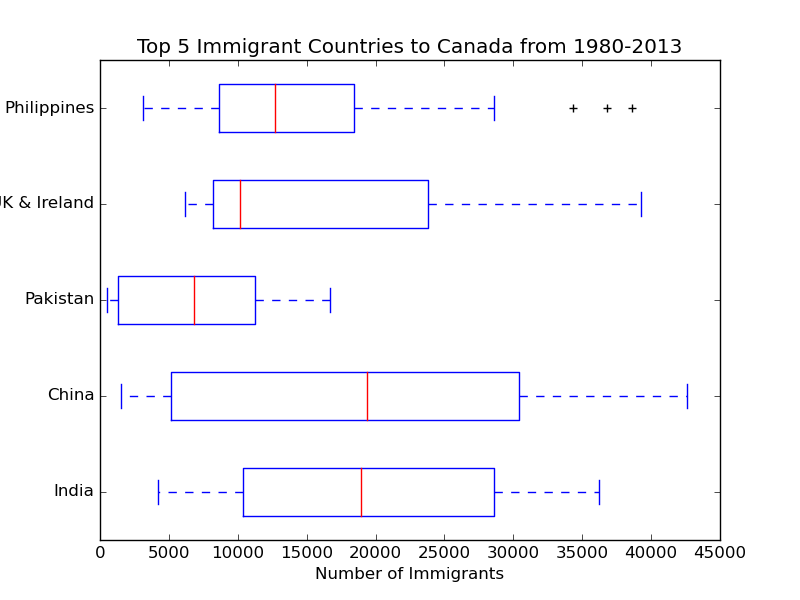 Top 5 Immigrant Countries to Canada from 1980-2013
Philippines
UK & Ireland
Pakistan
China
India
0 5000 10000 15000 20000 25000 30000 35000 40000 45000
Number of Immigrants